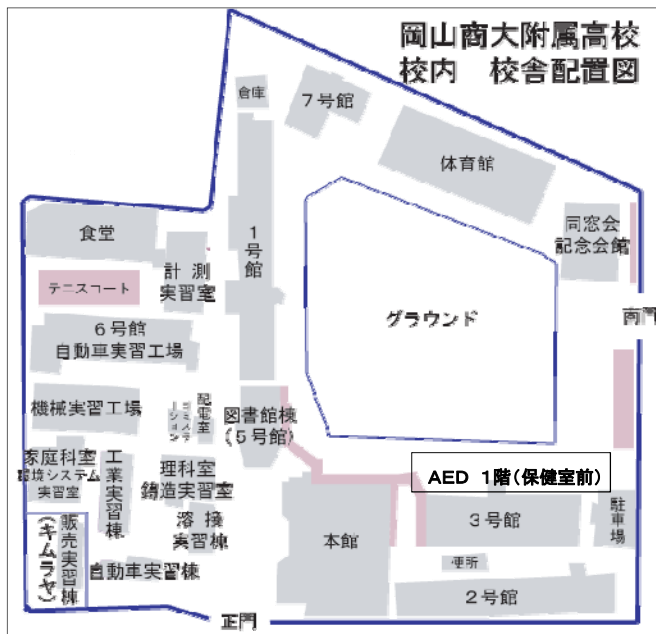 岡山商大附属高校
校内 校舎配置図
倉庫
7号館
体育館
同窓会
記念会館
食堂
1号館
計測
実習室
テニスコート
グラウンド
南門
6号館
自動車実習工場
機械実習工場
配電室
図書館棟
(5号館)
家庭科室
環境システム
実習室
工業実習棟
理科室
鋳造実習室
AED 1階(保健室前)
溶接
実習棟
本館
3号館
駐車場
販売実習棟
(キムラヤ)
自動車実習棟
便所
2号館
正門